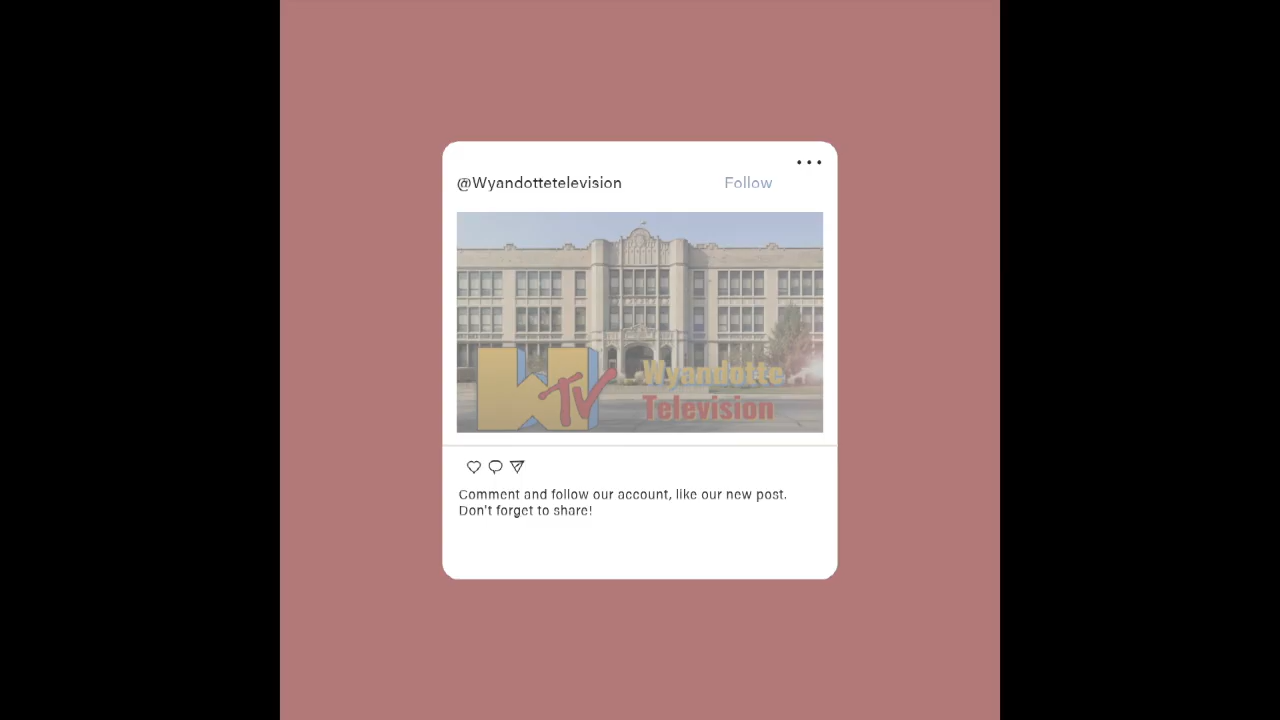 @Wyandottetelevision
Follow
WTV
Wyandotte
Television
Comment and follow our account, like our new post.
Don't forget to share!